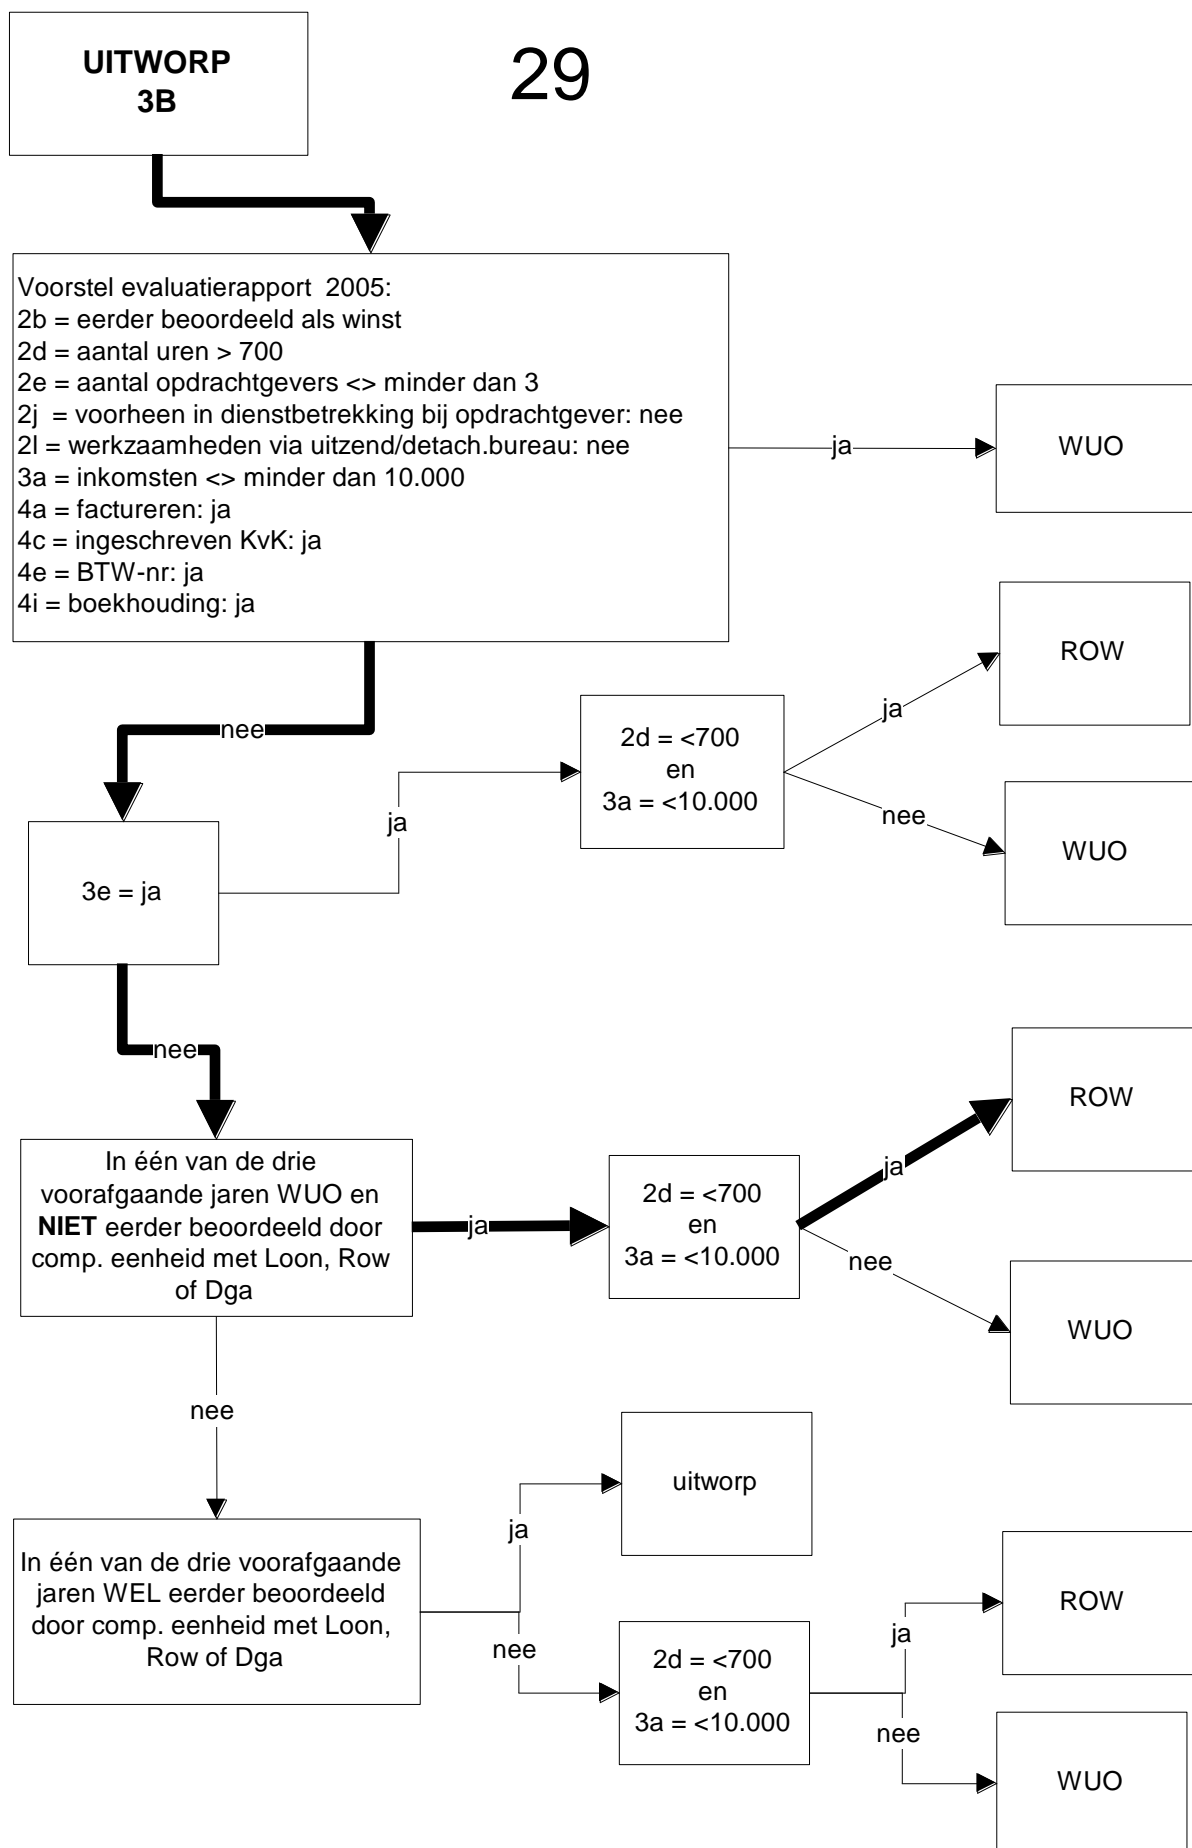 UITWORP
3B
29
Voorstel evaluatierapport  2005:
2b = eerder beoordeeld als winst
2d = aantal uren > 700
2e = aantal opdrachtgevers <> minder dan 3
2j  = voorheen in dienstbetrekking bij opdrachtgever: nee
2l = werkzaamheden via uitzend/detach.bureau: nee
3a = inkomsten <> minder dan 10.000
4a = factureren: ja
4c = ingeschreven KvK: ja
4e = BTW-nr: ja
4i = boekhouding: ja
ja
WUO
nee
3e = ja
ja
2d = <700
en
3a = <10.000
ja
ROW
nee
WUO
nee
In één van de drie
voorafgaande jaren WUO en
NIET eerder beoordeeld door
comp. eenheid met Loon, Row
of Dga
ja
2d = <700
en
3a = <10.000
ja
ROW
nee
WUO
nee
In één van de drie voorafgaande
jaren WEL eerder beoordeeld
door comp. eenheid met Loon,
Row of Dga
ja
uitworp
nee
2d = <700
en
3a = <10.000
ja
ROW
nee
WUO